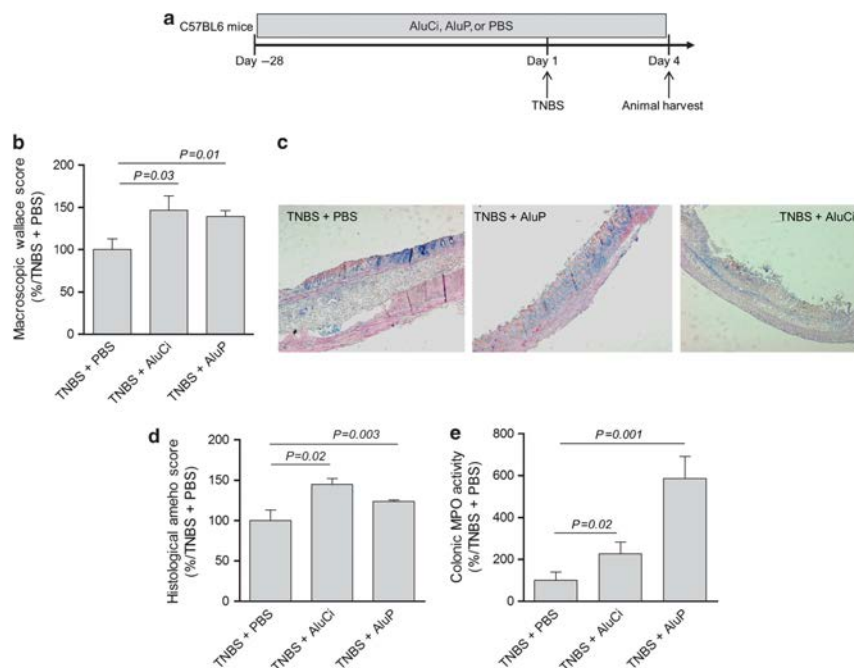 a
C57BL6 mice
AluCi, AluP, or PBS
Day –28
Day 1
Day 4
TNBS
Animal harvest
b
Macroscopic wallace score
(%/TNBS + PBS)
200
150
100
50
0
P=0.01
P=0.03
TNBS + PBS
TNBS + AluCi
TNBS + AluP
c
TNBS + PBS
TNBS + AluP
TNBS + AluCi
d
Histological ameho score
(%/TNBS + PBS)
200
150
100
50
0
P=0.003
P=0.02
TNBS + PBS
TNBS + AluCi
TNBS + AluP
e
Colonic MPO activity
(%/TNBS + PBS)
800
600
400
200
0
P=0.001
P=0.02
TNBS + PBS
TNBS + AluCi
TNBS + AluP